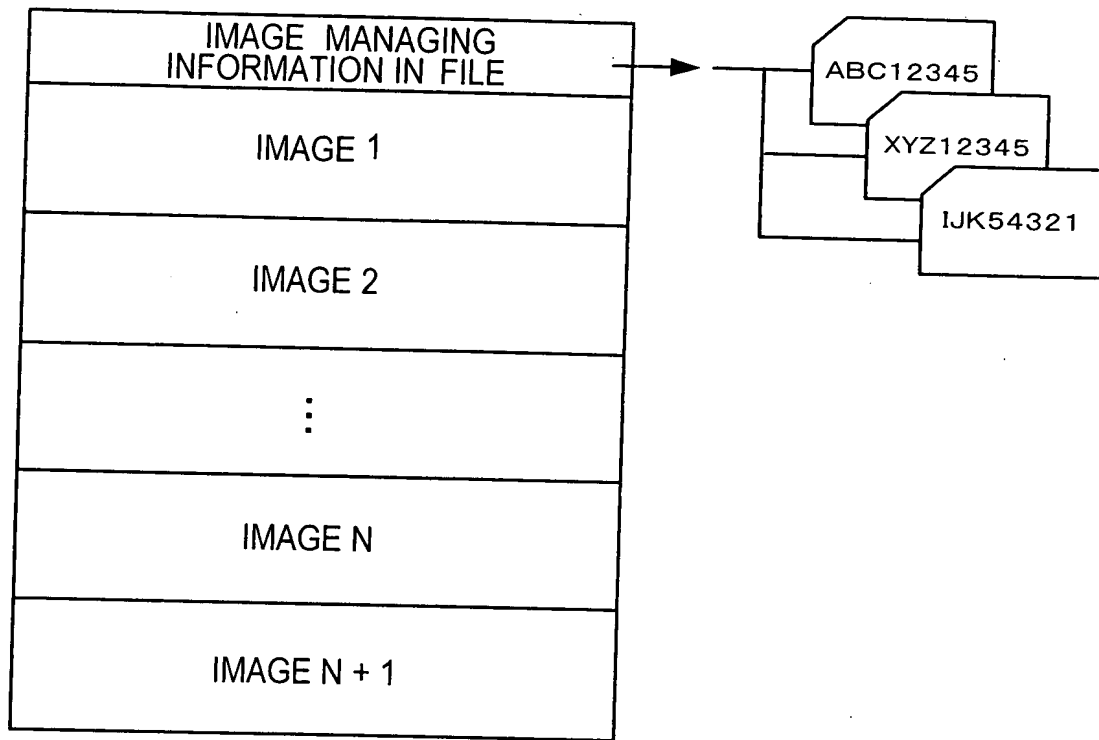 IMAGE MANAGING
INFORMATION IN FILE
IMAGE 1
IMAGE 2
⋮
IMAGE N
IMAGE N + 1
ABC12345
XYZ12345
IJK54321